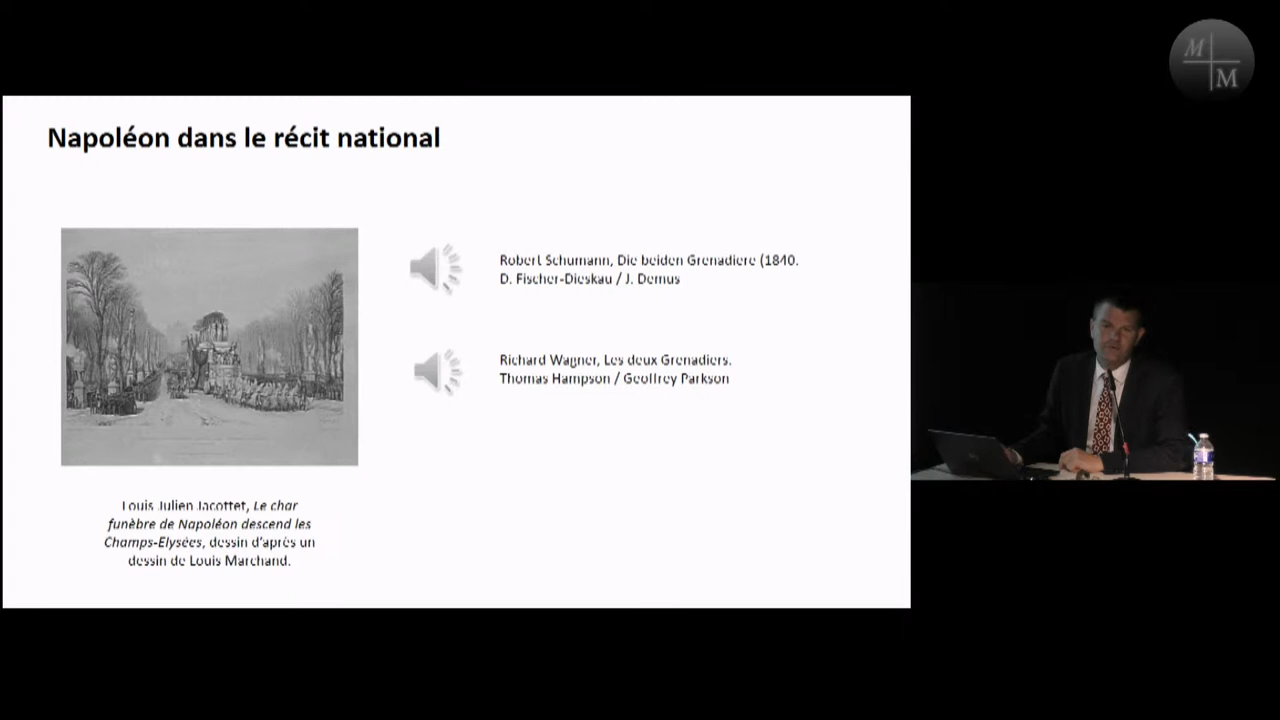 M
M
Napoléon dans le récit national
Robert Schumann, Die beiden Grenadiere (1840.
D. Fischer-Dieskau / J. Demus
Richard Wagner, Les deux Grenadiers.
Thomas Hampson / Geoffrey Parkson
Louis Julien Jacottet, Le char
funèbre de Napoléon descend les
Champs-Elysées, dessin d'après un
dessin de Louis Marchand.